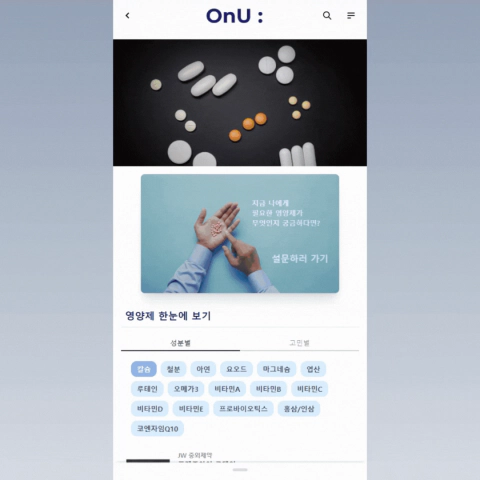 OnU :
지금 나에게
필요한 영양제가
무엇인지 궁금하다면?
설문하러 가기
영양제 한눈에 보기
성분별 고민별
칼슘 철분 아연 요오드 마그네슘 엽산
루테인 오메가3 비타민A 비타민B 비타민C
비타민D 비타민E 프로바이오틱스 홍삼/인삼
코엔자임Q10
JW 중외제약